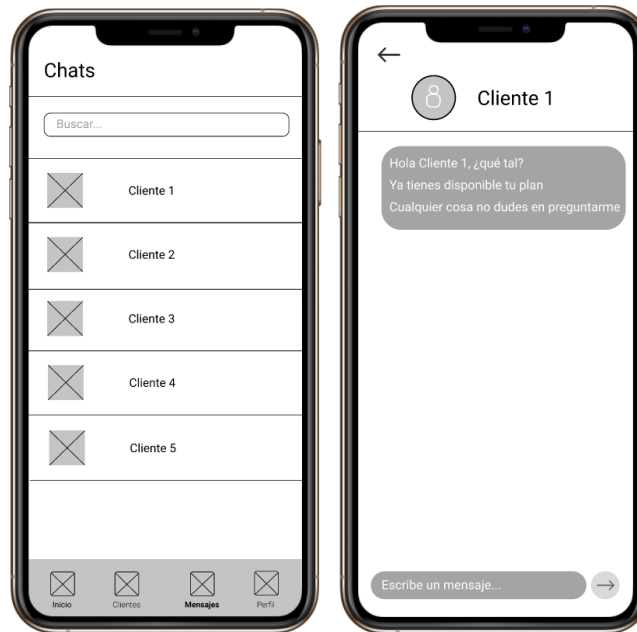 Chats
Buscar...
Cliente 1
Cliente 2
Cliente 3
Cliente 4
Cliente 5
Inicio
Clientes
Mensajes
Perfil
Cliente 1
Hola Cliente 1, ¿qué tal?
Ya tienes disponible tu plan
Cualquier cosa no dudes en preguntarme
Escribe un mensaje...